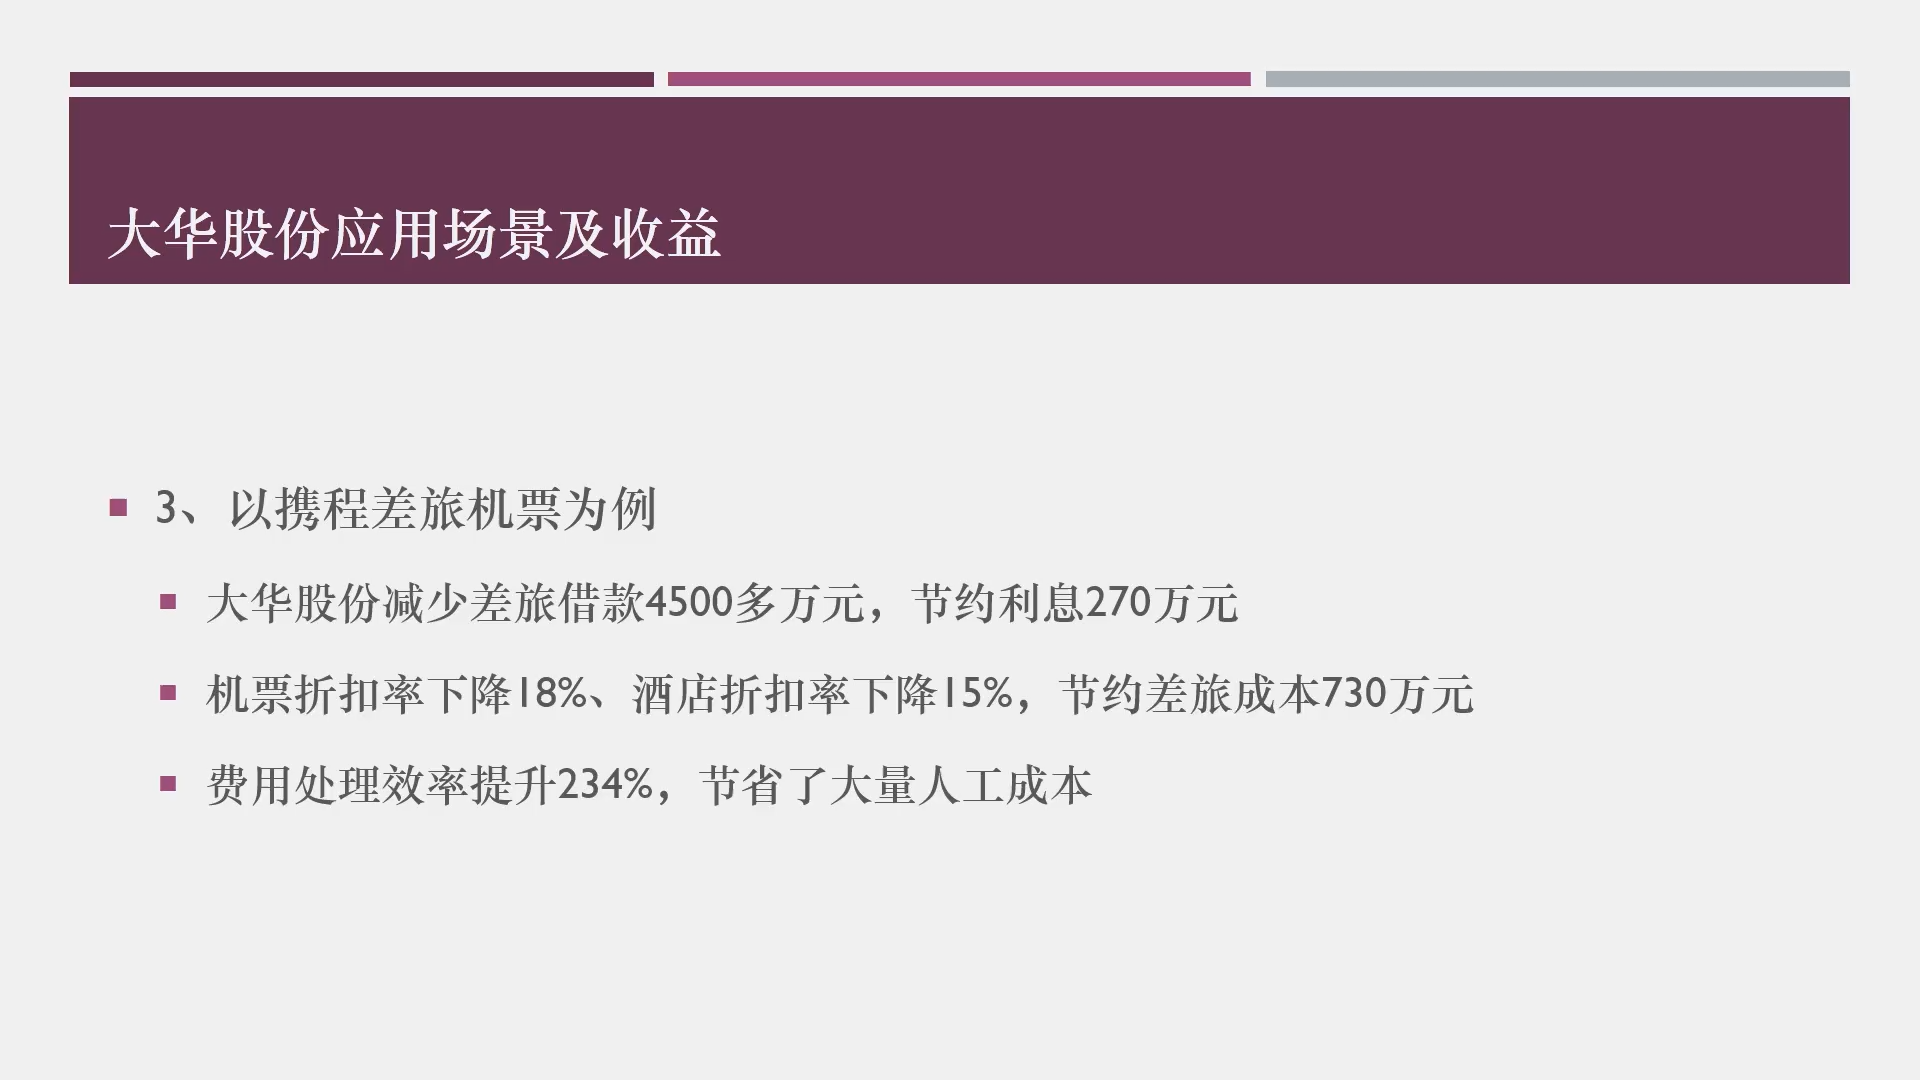 大华股份应用场景及收益
3、以携程差旅机票为例
大华股份减少差旅借款4500多万元，节约利息270万元
机票折扣率下降18%、酒店折扣率下降15%，节约差旅成本730万元
费用处理效率提升234%，节省了大量人工成本